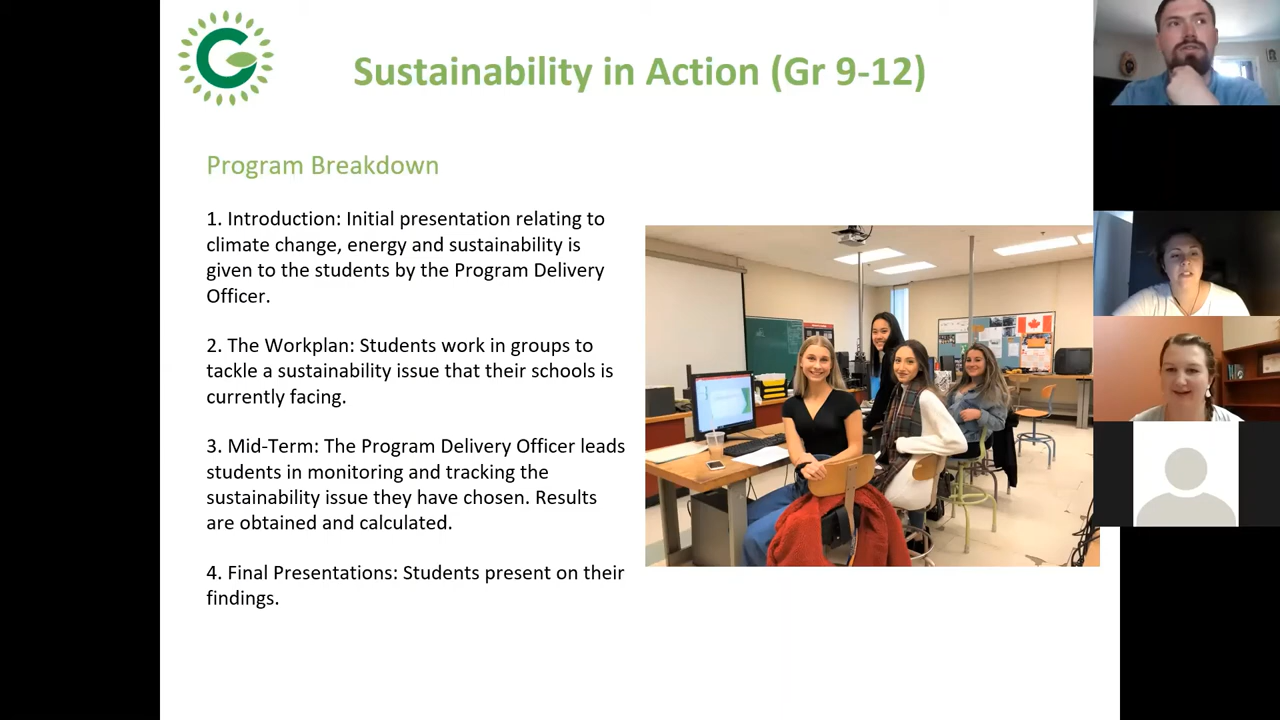 Sustainability in Action (Gr 9-12)
Program Breakdown
1. Introduction: Initial presentation relating to
climate change, energy and sustainability is
given to the students by the Program Delivery
Officer.
2. The Workplan: Students work in groups to
tackle a sustainability issue that their schools is
currently facing.
3. Mid-Term: The Program Delivery Officer leads
students in monitoring and tracking the
sustainability issue they have chosen. Results
are obtained and calculated.
4. Final Presentations: Students present on their
findings.